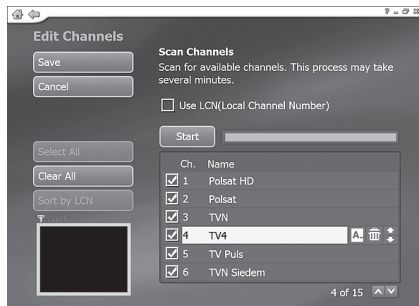 Edit Channels
Save
Cancel
Select All
Clear All
Sort by LCN
Scan Channels
Scan for available channels. This process may take
several minutes.
Use LCN(Local Channel Number)
Start
Ch. Name
1 Polsat HD
2 Polsat
3 TVN
4 TV4 A..
5 TV Puls
6 TVN Siedem
4 of 15